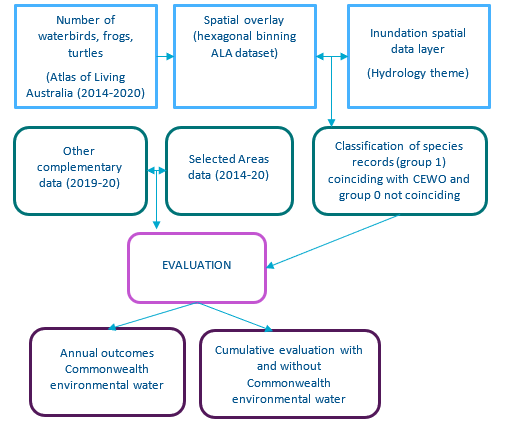 Number of
waterbirds, frogs,
turtles
(Atlas of Living
Australia (2014-2020)
Spatial overlay
(hexagonal binning
ALA dataset)
Inundation spatial
data layer
(Hydrology theme)
Other
complementary
data (2019-20)
Selected Areas
data (2014-20)
Classification of species
records (group 1)
coinciding with CEWO and
group 0 not coinciding
EVALUATION
Annual outcomes
Commonwealth
environmental water
Cumulative evaluation with
and without
Commonwealth
environmental water